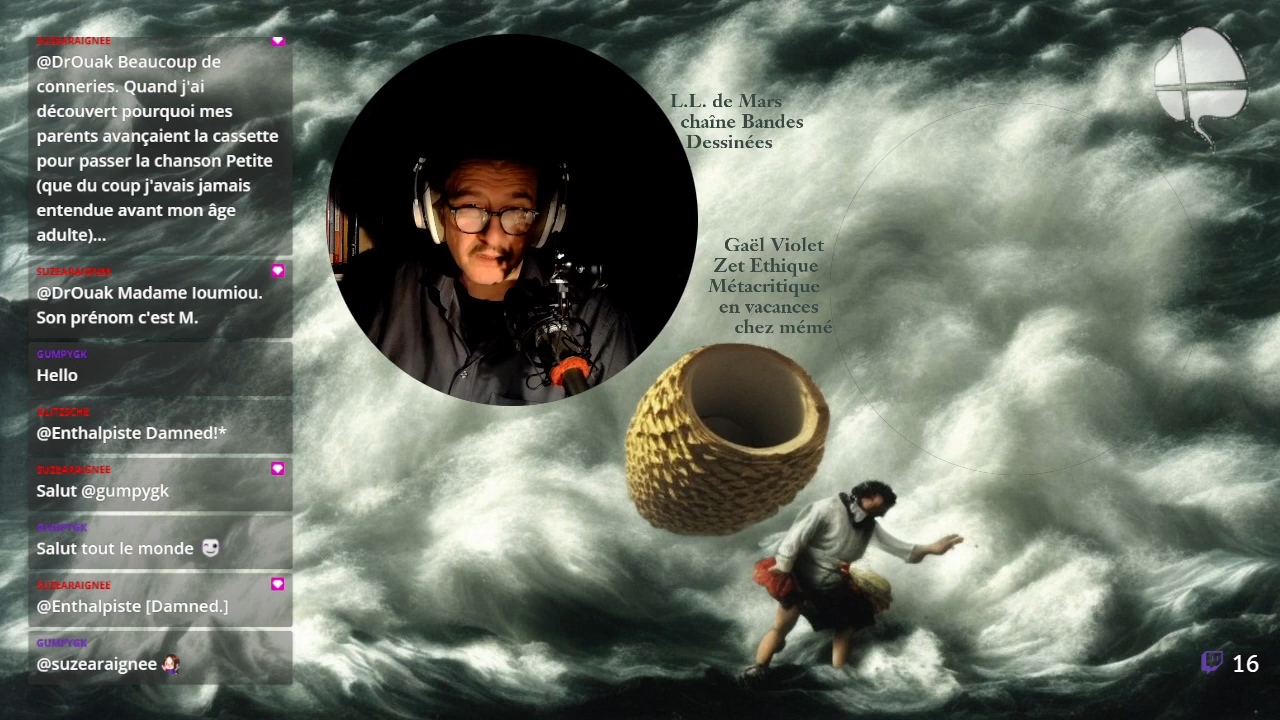 SUZEARAIGNEE
@DrOuak Beaucoup de
conneries. Quand j'ai
découvert pourquoi mes
parents avançaient la cassette
pour passer la chanson Petite
(que du coup j'avais jamais
entendue avant mon âge
adulte)...
SUZEARAIGNEE
@DrOuak Madame Ioumiou.
Son prénom c'est M.
GUMPYGK
Hello
@Enthalpiste Damned!*
SUZEARAIGNEE
Salut @gumpygk
GUMPYGK
Salut tout le monde
SUZEARAIGNEE
@Enthalpiste [Damned.]
GUMPYGK
@suzearaignee
L.L. de Mars
chaîne Bandes
Dessinées
Gaël Violet
Zet Ethique
Métacritique
en vacances
chez mémé
16